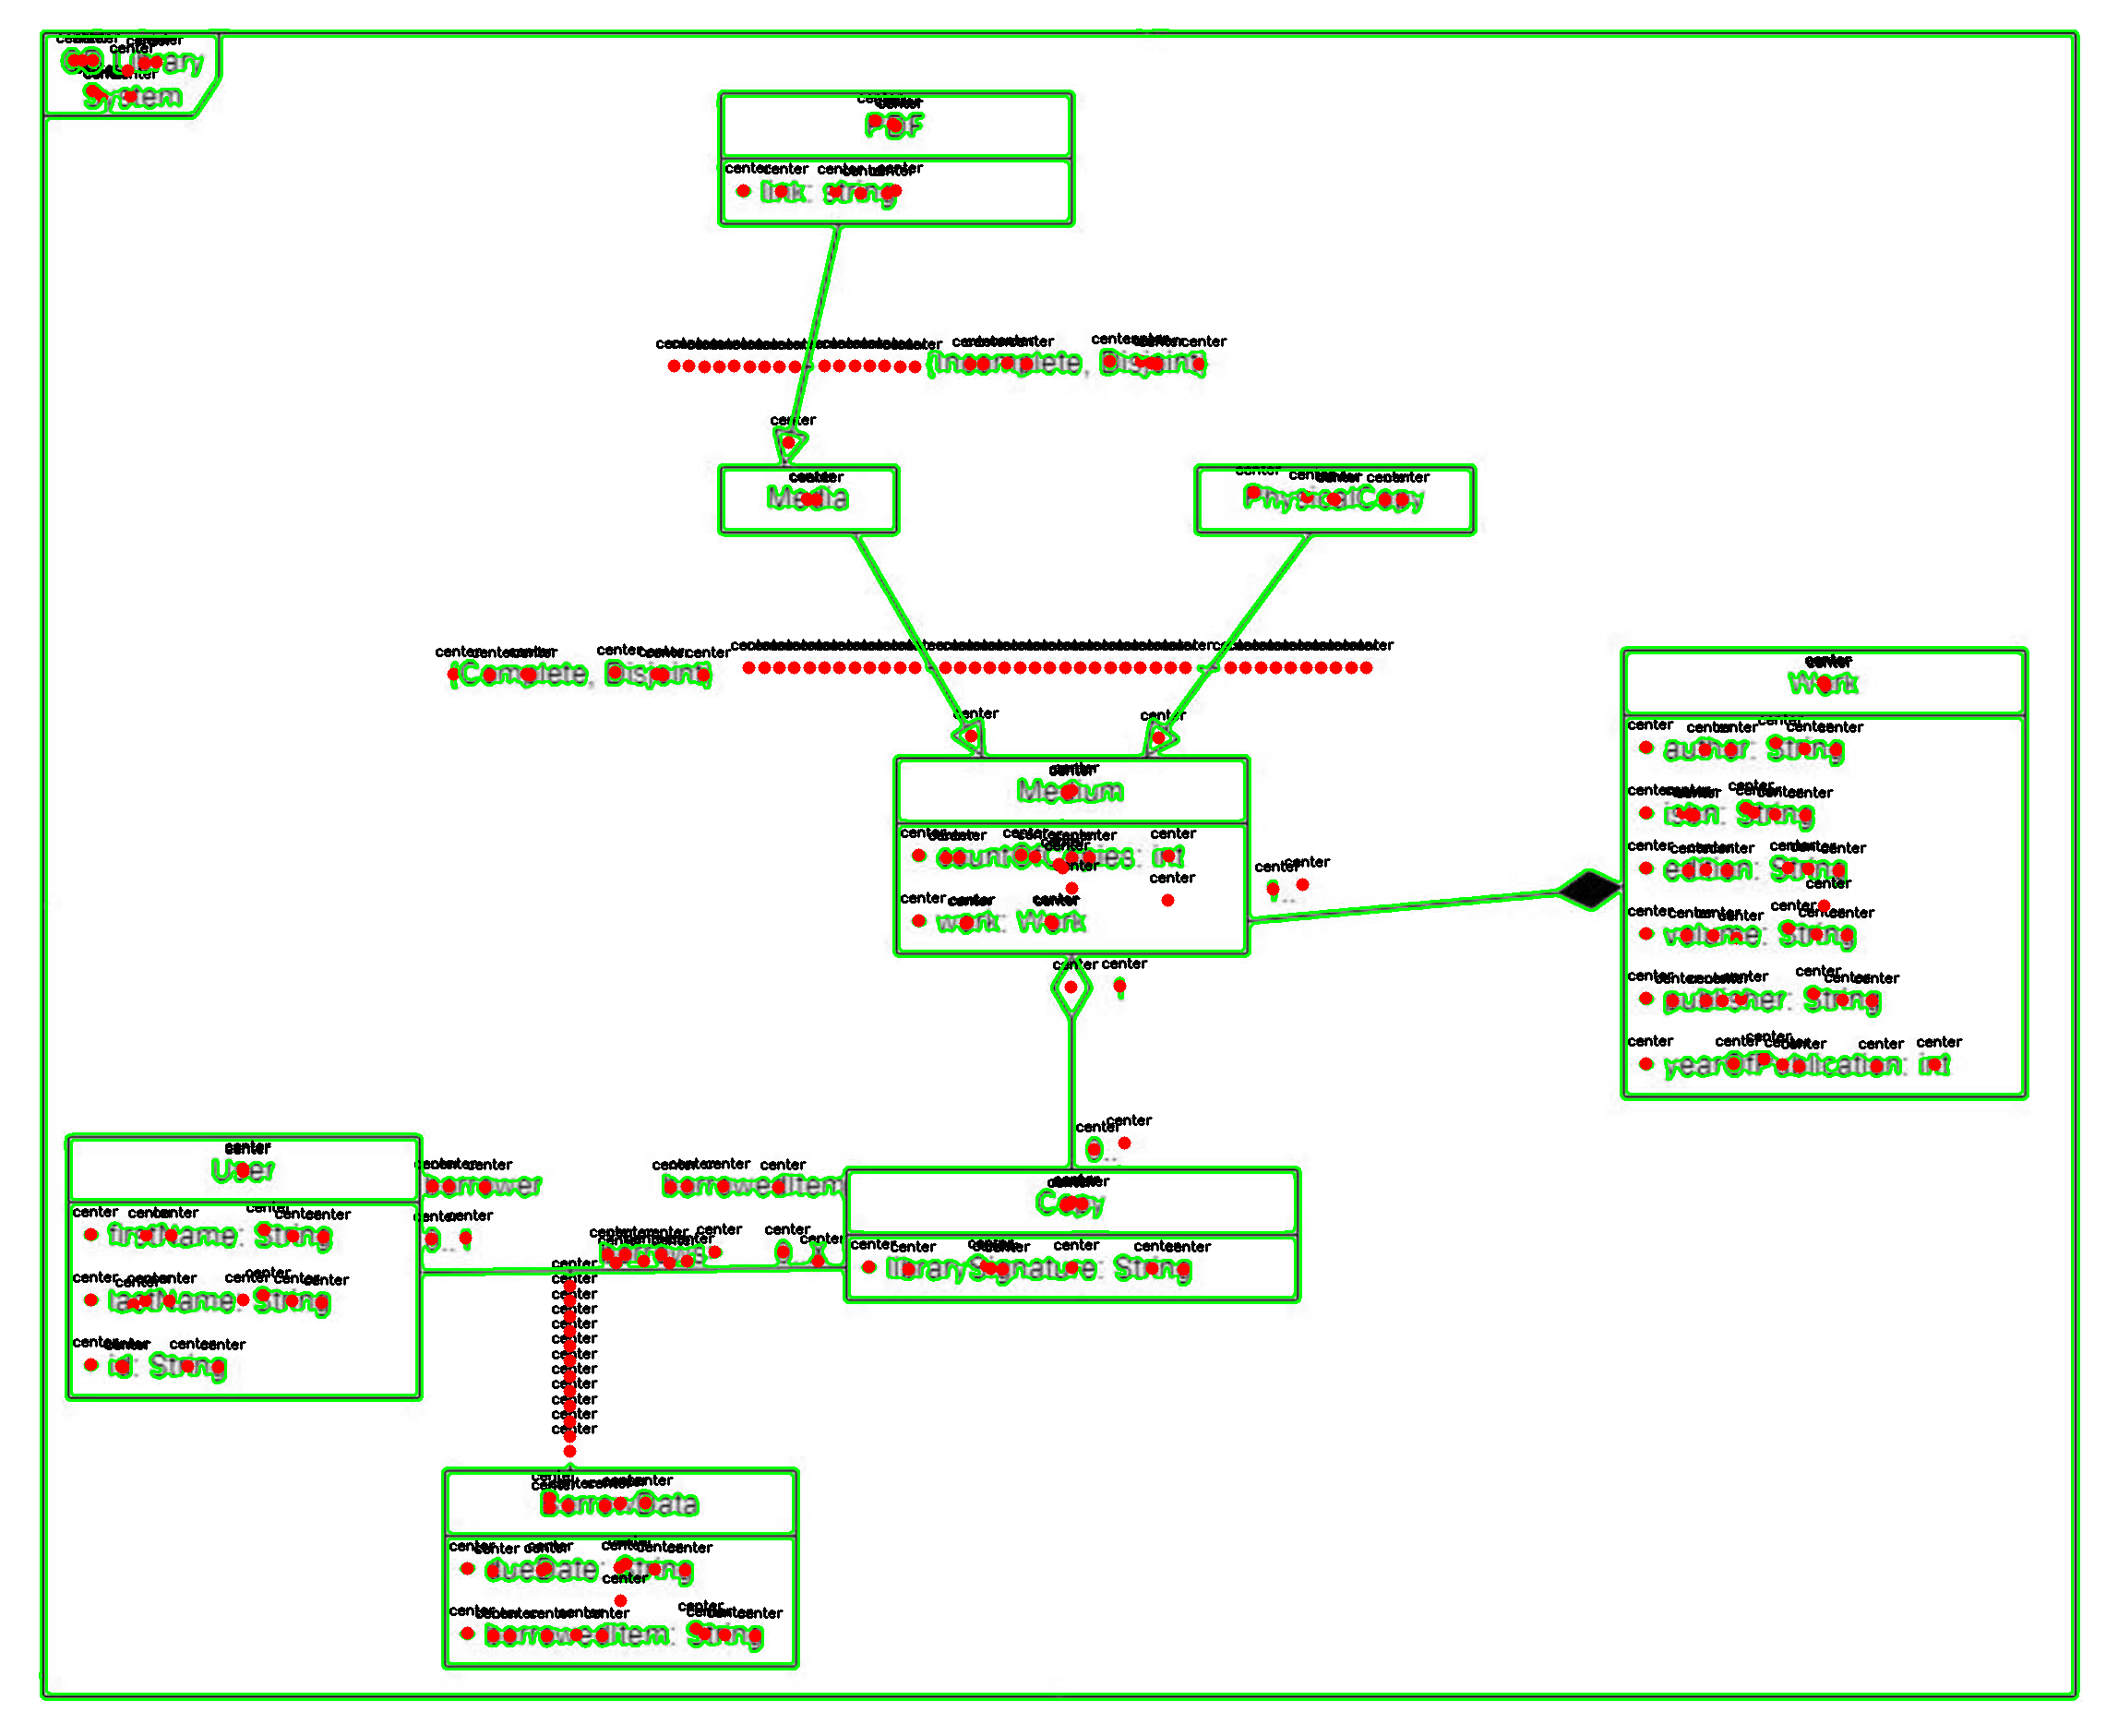 CD Library
System
PDF
link: string
{Incomplete, Disjoint}
Media
PhysicalCopy
{Complete, Disjoint}
Work
author: String
isbn: String
edition: String
volume: String
publisher: String
yearOfPublication: int
Medium
countOfCopies: int
work: Work
1..
1
0..
User
firstName: String
lastName: String
id: String
borrower
0..1
borrowedItem
borrows
Copy
librarySignature: String
BorrowData
dueDate: String
borrowedItem: String
center